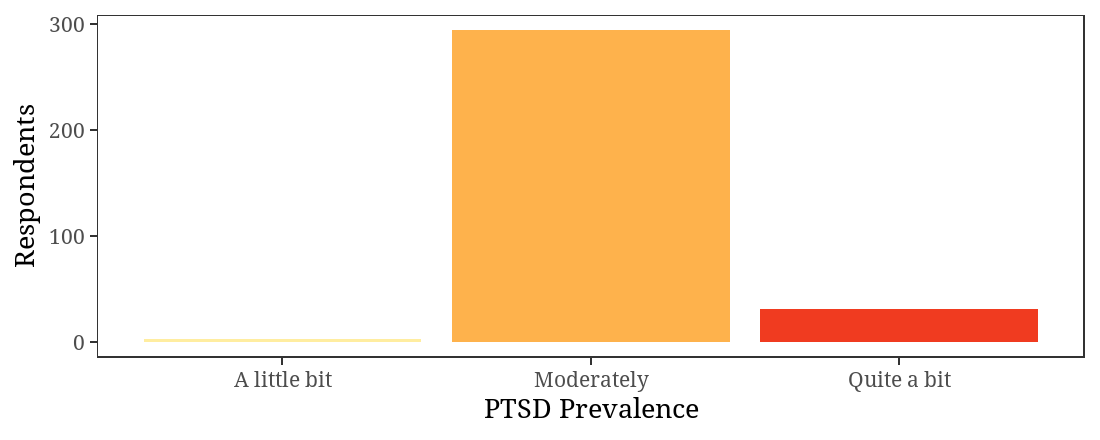 Respondents
300
200
100
0
A little bit Moderately Quite a bit
PTSD Prevalence